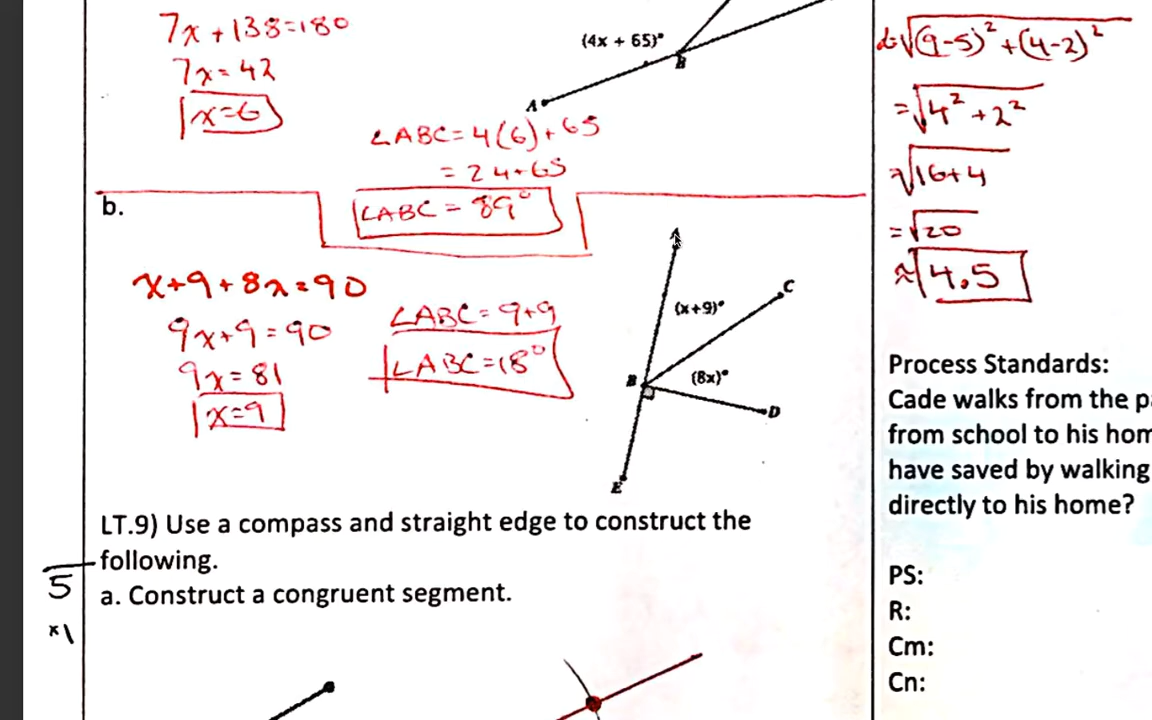 7x + 138 = 180
7x = 42
x = 6
(4x + 65)°
B
A
∠ABC = 4(6) + 65
= 24 + 65
∠ABC = 89°
b.
x + 9 + 8x = 90
9x + 9 = 90
9x = 81
x = 9
∠ABC = 9 + 9
∠ABC = 18°
A
C
(x+9)°
B
(8x)°
D
E
LT.9) Use a compass and straight edge to construct the
following.
a. Construct a congruent segment.
5
x1
d=√(9-5)² + (4-2)²
=√4² + 2²
=√16+4
=√20
≈ 4.5
Process Standards:
Cade walks from the pa
from school to his hom
have saved by walking
directly to his home?
PS:
R:
Cm:
Cn: